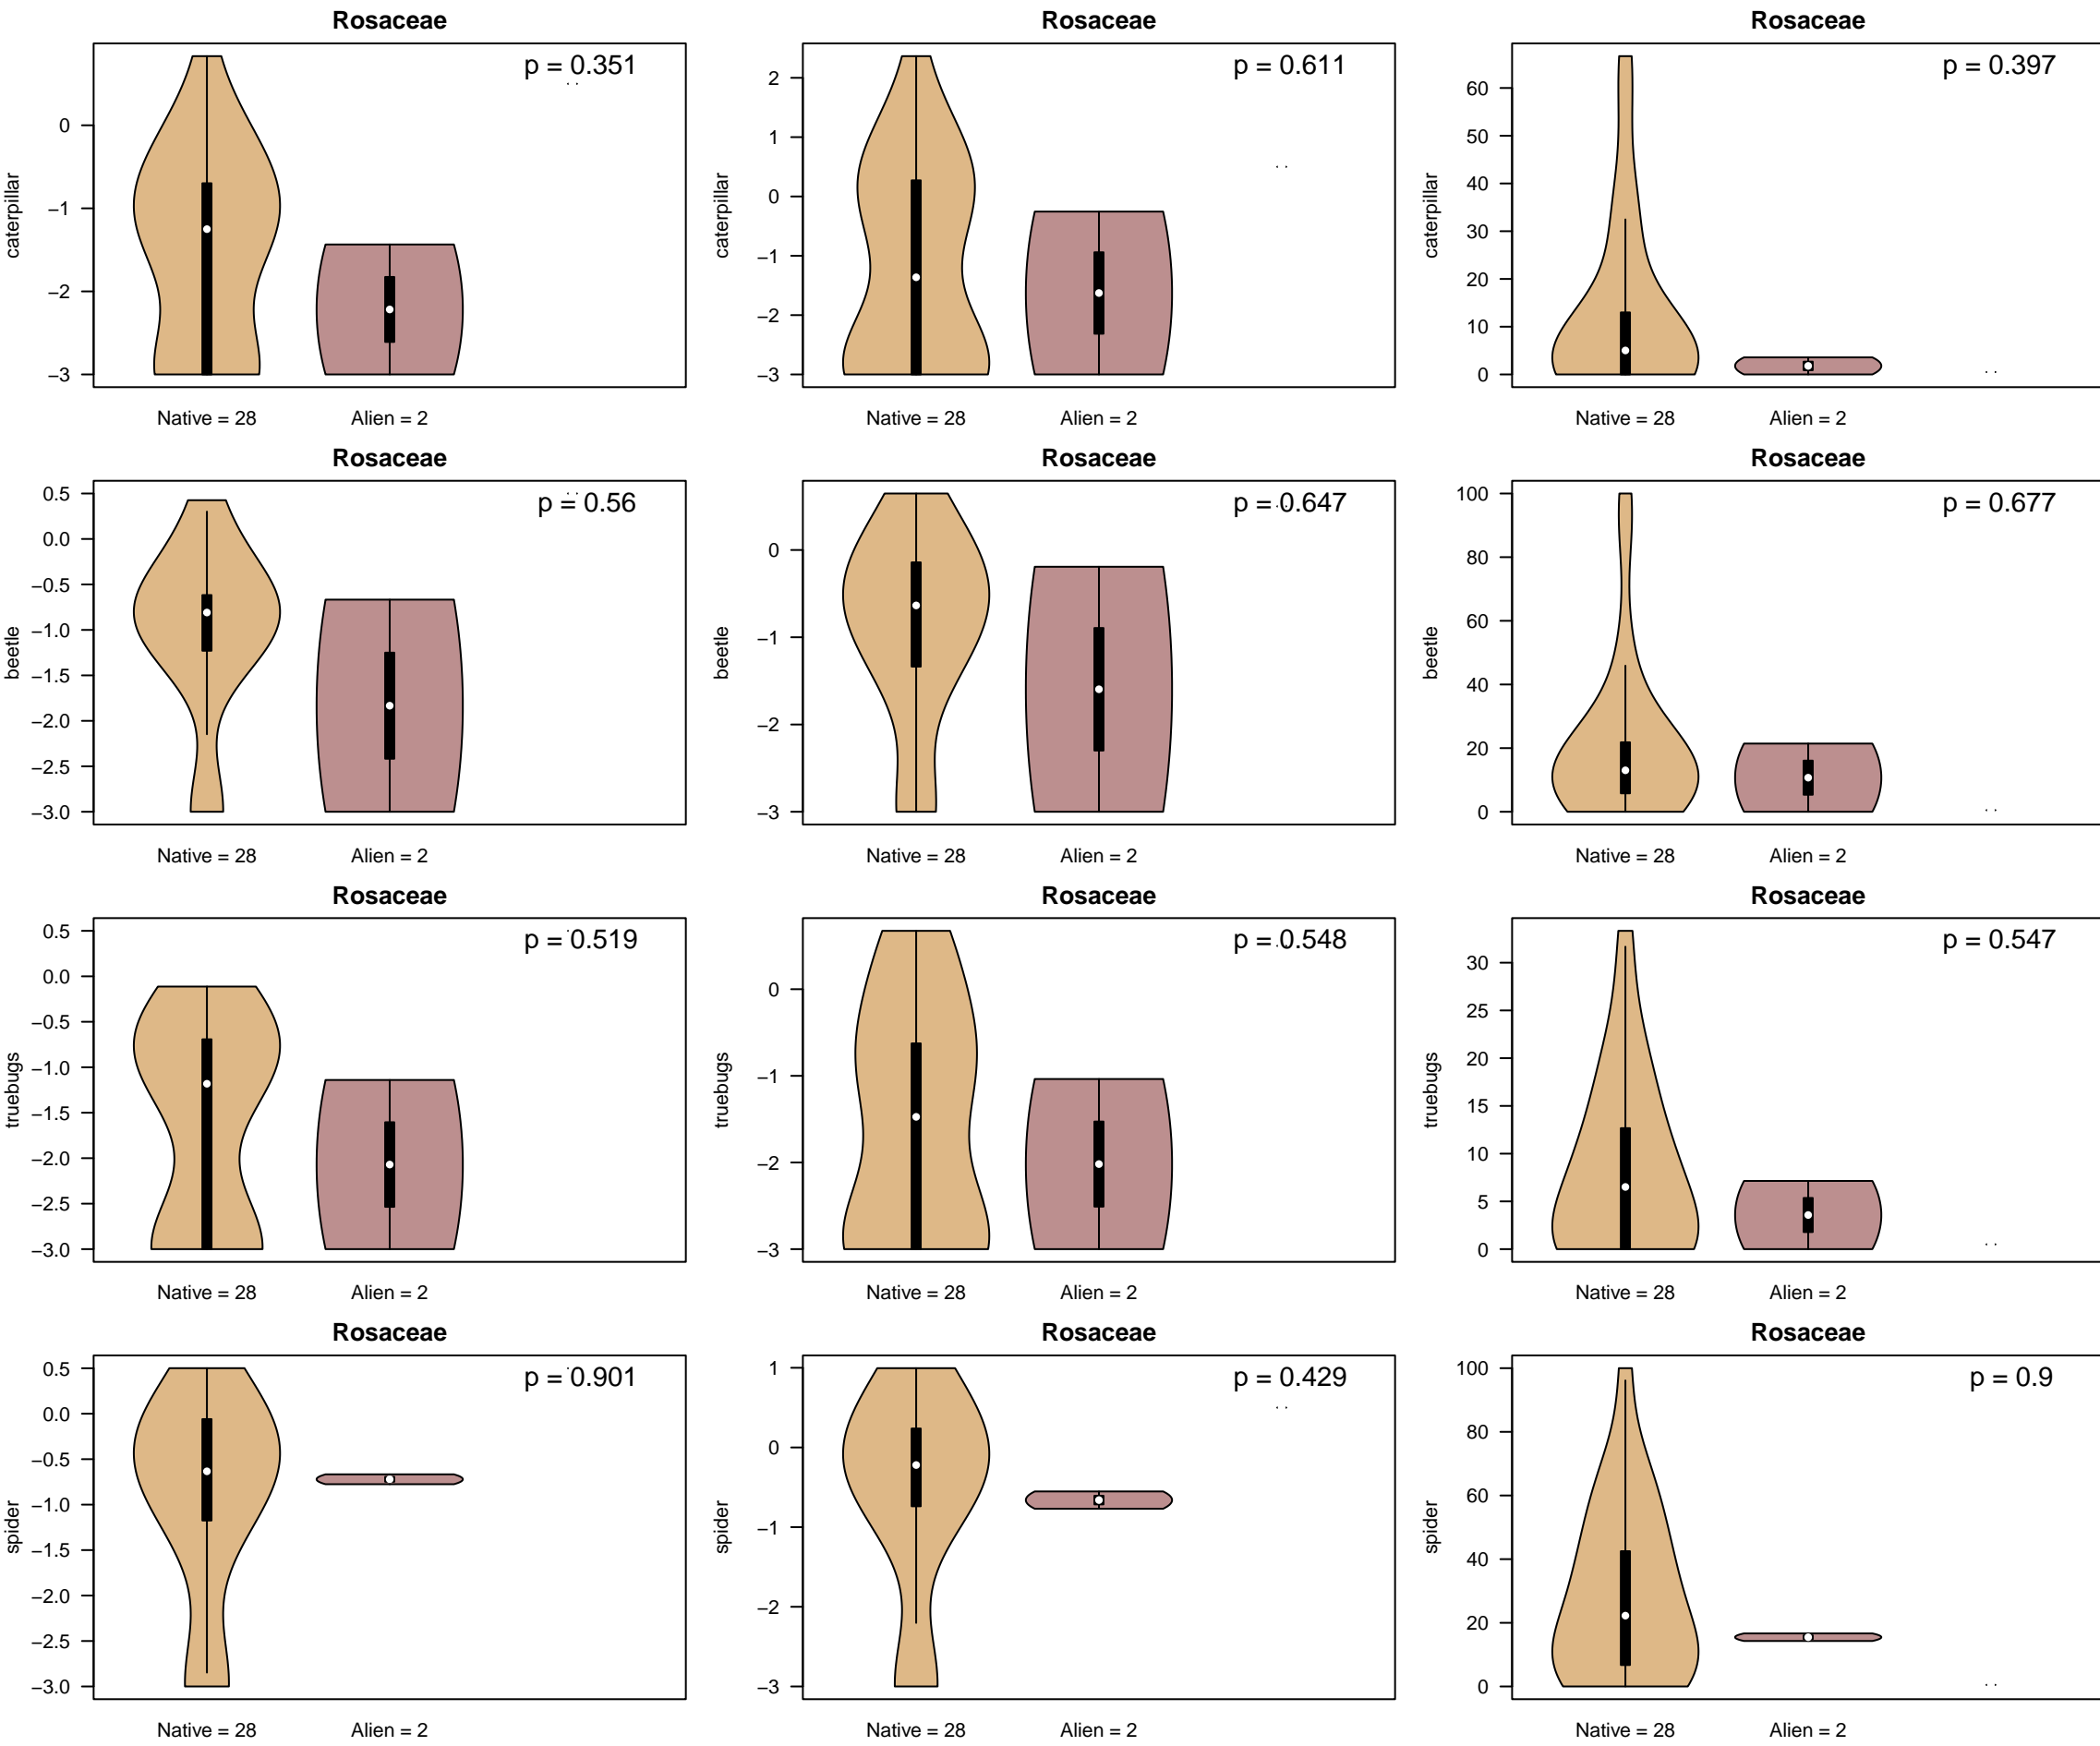 Rosaceae Rosaceae Rosaceae
p = 0.351 p = 0.611 p = 0.397
caterpillar caterpillar caterpillar
0 −1 −2 −3
2 1 0 −1 −2 −3
60 50 40 30 20 10 0
Native = 28 Alien = 2 Native = 28 Alien = 2 Native = 28 Alien = 2
Rosaceae Rosaceae Rosaceae
p = 0.56 p = 0.647 p = 0.677
beetle beetle beetle
0.5 0.0 −0.5 −1.0 −1.5 −2.0 −2.5 −3.0
0 −1 −2 −3
100 80 60 40 20 0
Native = 28 Alien = 2 Native = 28 Alien = 2 Native = 28 Alien = 2
Rosaceae Rosaceae Rosaceae
p = 0.519 p = 0.548 p = 0.547
truebugs truebugs truebugs
0.5 0.0 −0.5 −1.0 −1.5 −2.0 −2.5 −3.0
0 −1 −2 −3
30 25 20 15 10 5 0
Native = 28 Alien = 2 Native = 28 Alien = 2 Native = 28 Alien = 2
Rosaceae Rosaceae Rosaceae
p = 0.901 p = 0.429 p = 0.9
spider spider spider
0.5 0.0 −0.5 −1.0 −1.5 −2.0 −2.5 −3.0
1 0 −1 −2 −3
100 80 60 40 20 0
Native = 28 Alien = 2 Native = 28 Alien = 2 Native = 28 Alien = 2